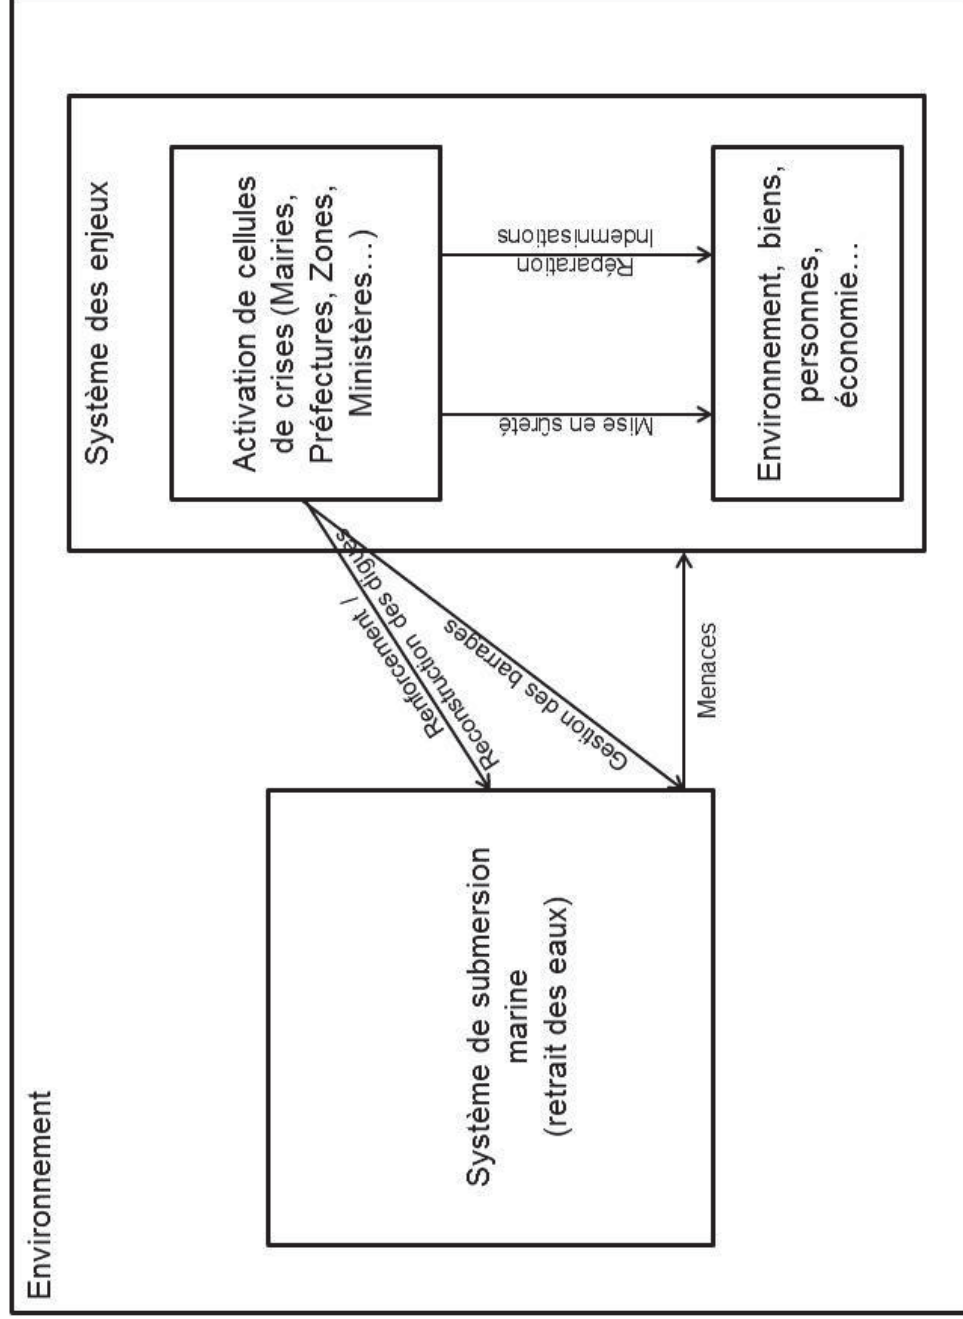 Environnement
Système de submersion
marine
(retrait des eaux)
Renforcement /
Reconstruction des digues
Gestion des barrages
Menaces
Système des enjeux
Activation de cellules
de crises (Mairies,
Préfectures, Zones,
Ministères…)
Mise en sûreté
Réparation
Indemnisations
Environnement, biens,
personnes,
économie…